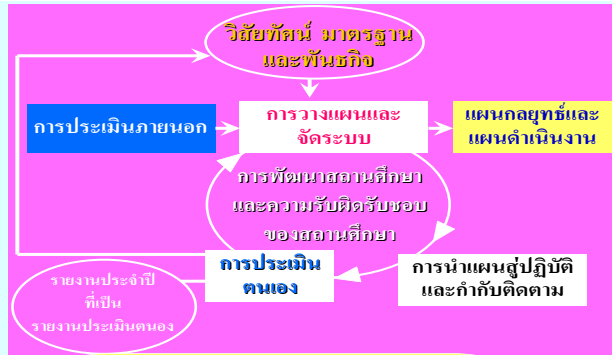 วิสัยทัศน์ มาตรฐาน
และพันธกิจ
การประเมินภายนอก
การวางแผนและ
จัดระบบ
แผนกลยุทธ์และ
แผนดำเนินงาน
การพัฒนาสถานศึกษา
และความรับผิดรับชอบ
ของสถานศึกษา
การประเมิน
ตนเอง
การนำแผนสู่ปฏิบัติ
และกำกับติดตาม
รายงานประจำปี
ที่เป็น
รายงานประเมินตนอง